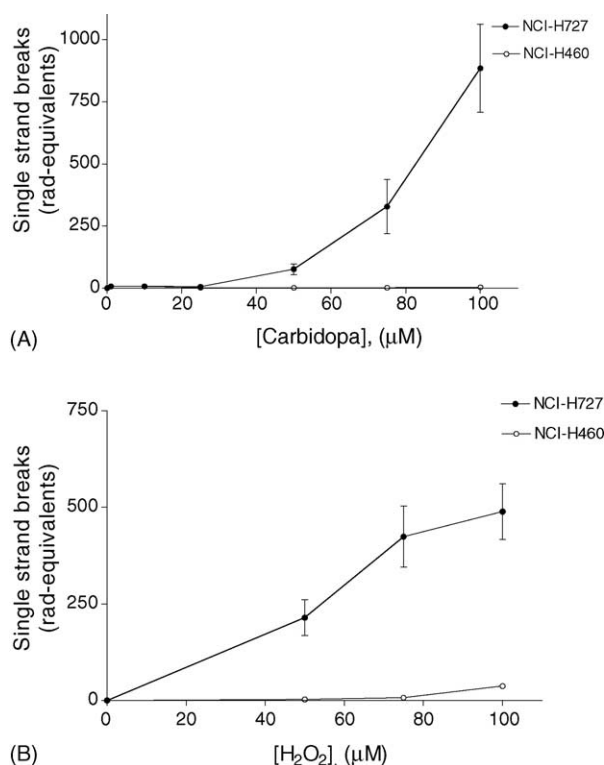 NCI-H727
NCI-H460
Single strand breaks
(rad-equivalents)
1000
750
500
250
0
0 20 40 60 80 100
[Carbidopa], (μM)
(A)
NCI-H727
NCI-H460
Single strand breaks
(rad-equivalents)
750
500
250
0
0 20 40 60 80 100
[H₂O₂], (μM)
(B)